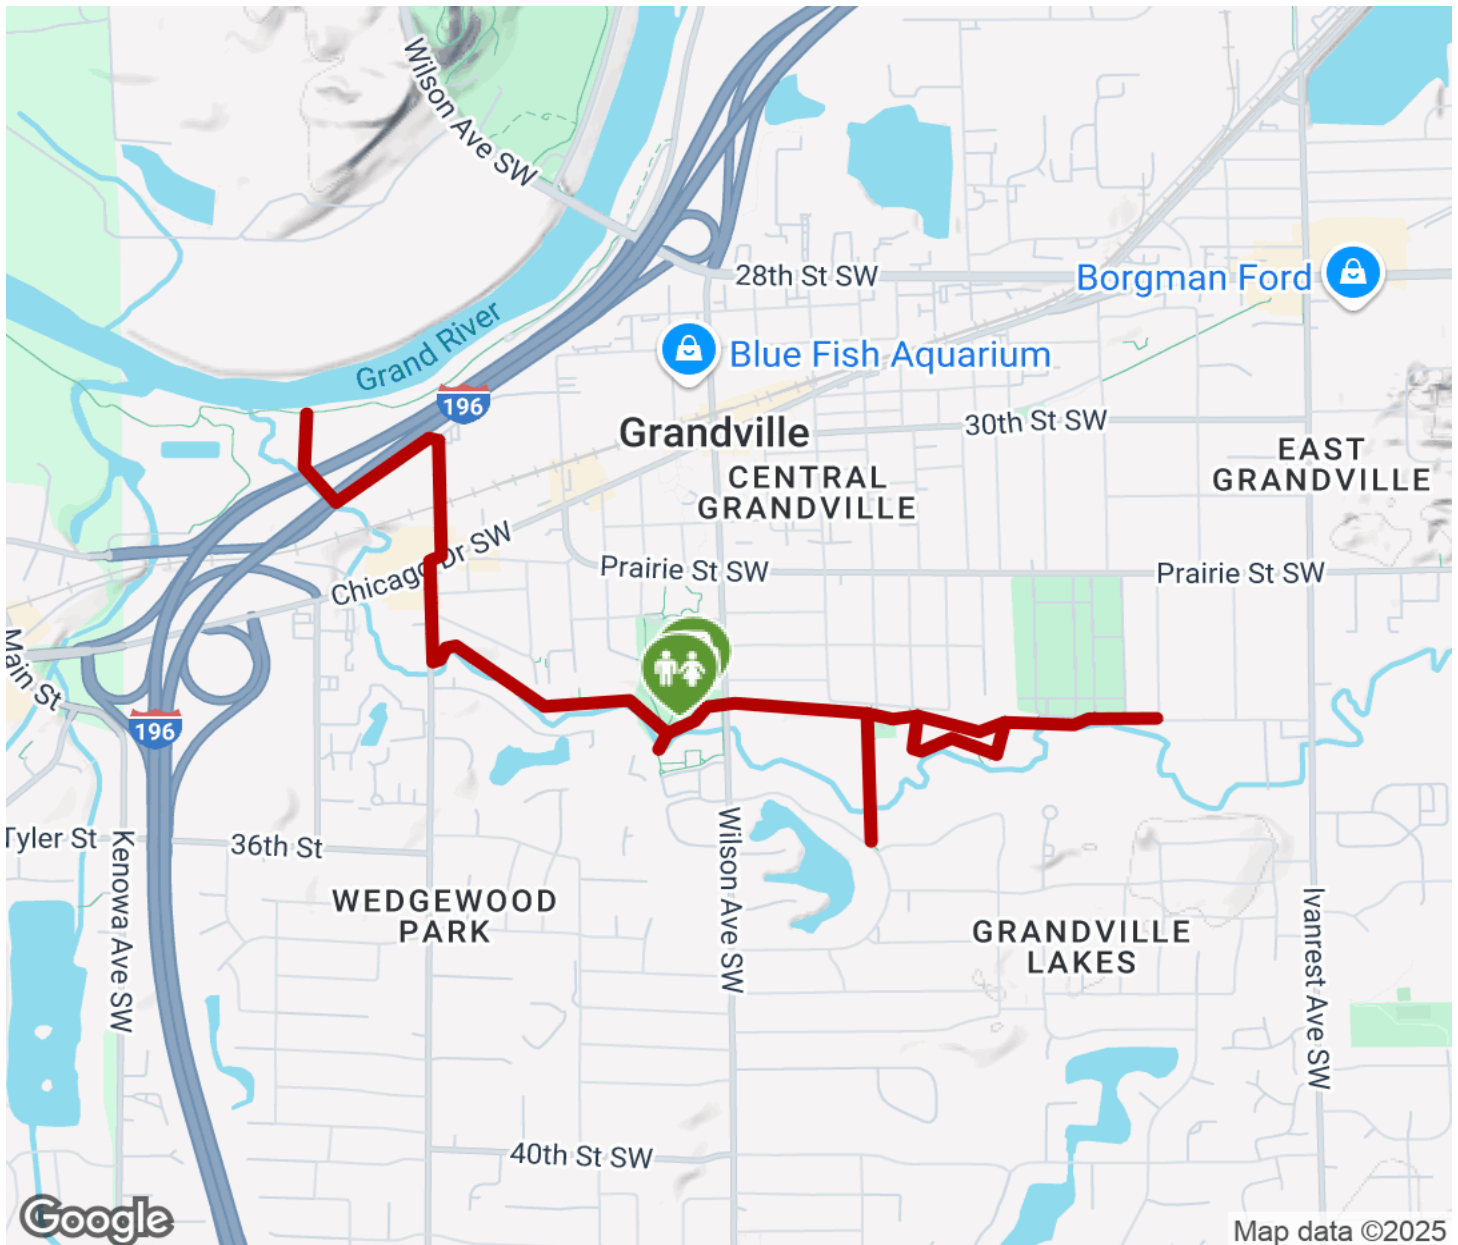 Wilson Ave SW
28th St SW
Borgman Ford
Grand River
Blue Fish Aquarium
196
Grandville
30th St SW
CENTRAL
GRANDVILLE
EAST
GRANDVILLE
Chicago Dr SW
Prairie St SW
Prairie St SW
Main St
196
Tyler St
36th St
Kenowa Ave SW
Wilson Ave SW
WEDGEWOOD
PARK
GRANDVILLE
LAKES
Ivanrest Ave SW
40th St SW
Google
Map data ©2025